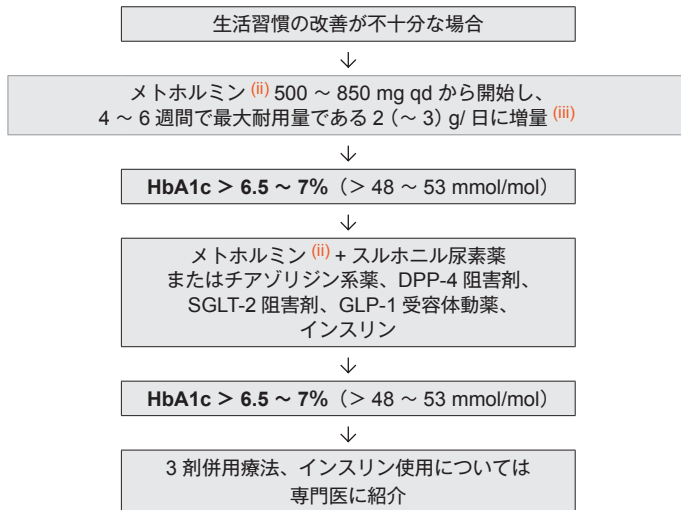 生活習慣の改善が不十分な場合
↓
メトホルミン (ii) 500 ～ 850 mg qd から開始し、
4 ～ 6 週間で最大耐用量である 2（～ 3）g/ 日に増量 (iii)
↓
HbA1c ＞ 6.5 ～ 7%（＞ 48 ～ 53 mmol/mol）
↓
メトホルミン (ii) + スルホニル尿素薬
またはチアゾリジン系薬、DPP-4 阻害剤、
SGLT-2 阻害剤、GLP-1 受容体動薬、
インスリン
↓
HbA1c ＞ 6.5 ～ 7%（＞ 48 ～ 53 mmol/mol）
↓
3 剤併用療法、インスリン使用については
専門医に紹介